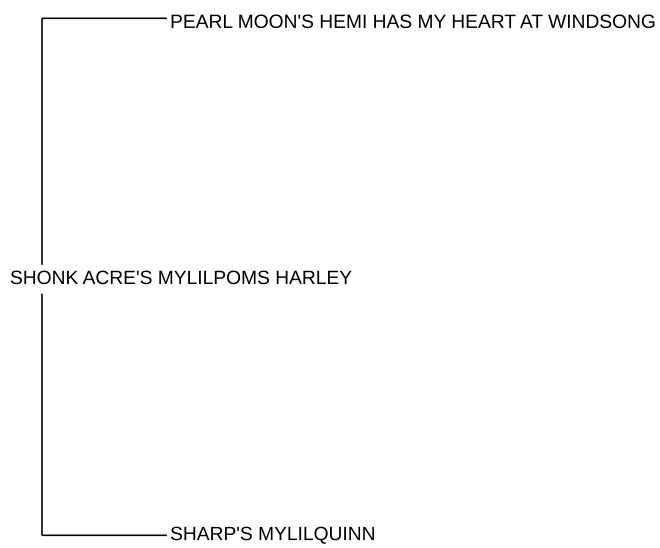 PEARL MOON'S HEMI HAS MY HEART AT WINDSONG
SHONK ACRE'S MYLILPOMS HARLEY
SHARP'S MYLILQUINN